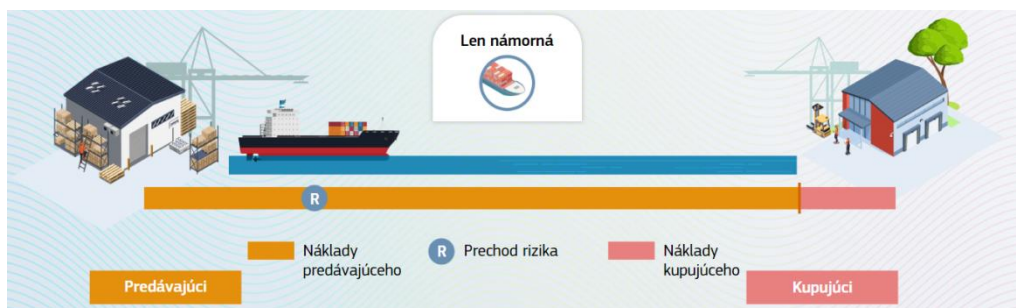 Len námorná
R
R
Náklady
predávajúceho
Prechod rizika
Náklady
kupujúceho
Predávajúci
Kupujúci